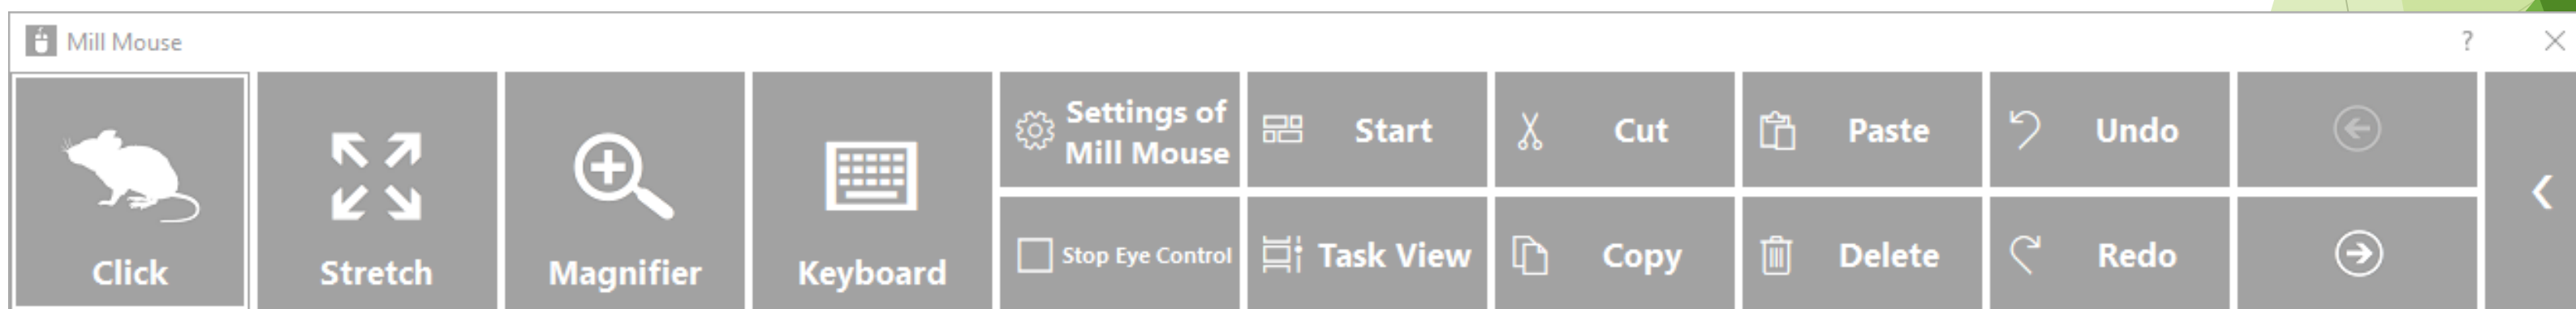 Mill Mouse
?
Click
Stretch
Magnifier
Keyboard
Settings of
Mill Mouse
Start
Cut
Paste
Undo
Stop Eye Control
Task View
Copy
Delete
Redo